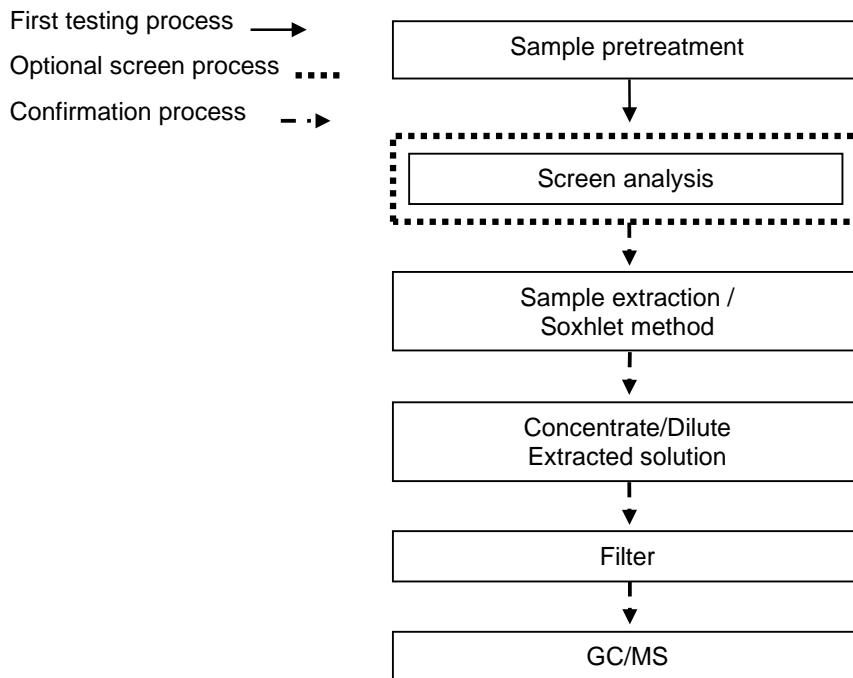 First testing process
Optional screen process
Confirmation process
Sample pretreatment
Screen analysis
Sample extraction /
Soxhlet method
Concentrate/Dilute
Extracted solution
Filter
GC/MS